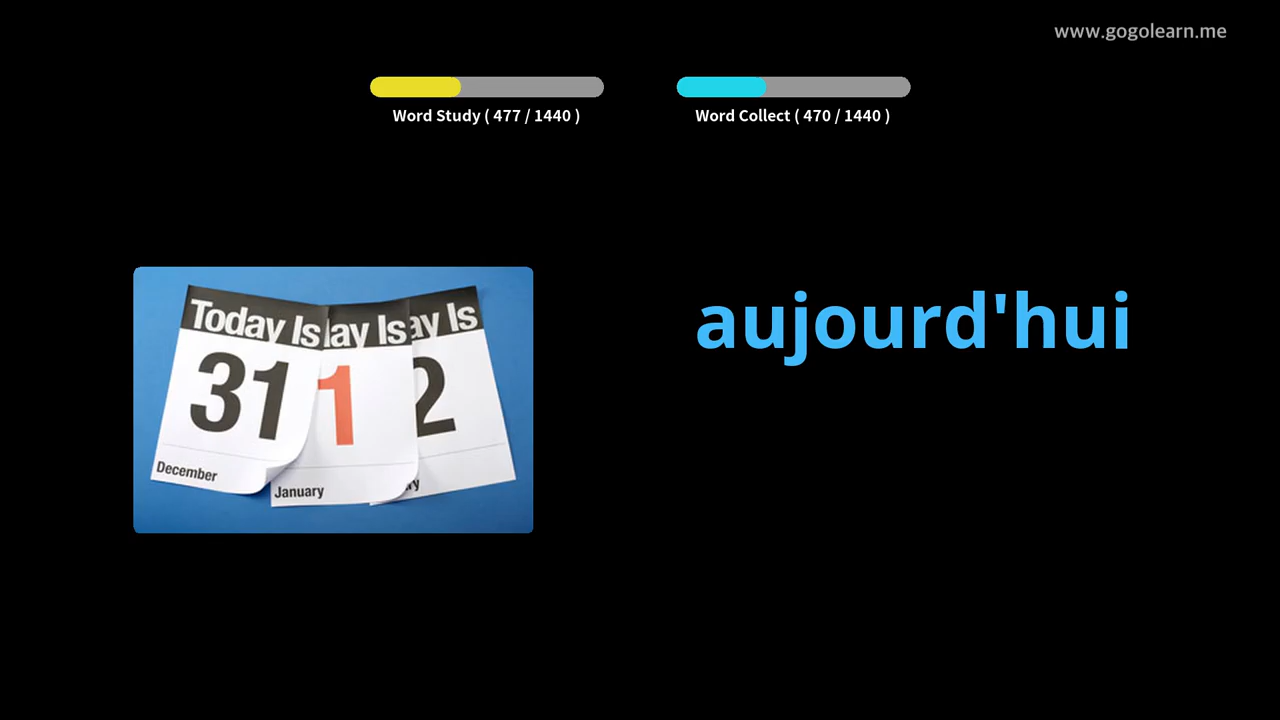 www.gogolearn.me
Word Study ( 477 / 1440 )
Word Collect ( 470 / 1440 )
Today Is
ay Is
ay Is
31
1
2
December
January
ry
aujourd'hui